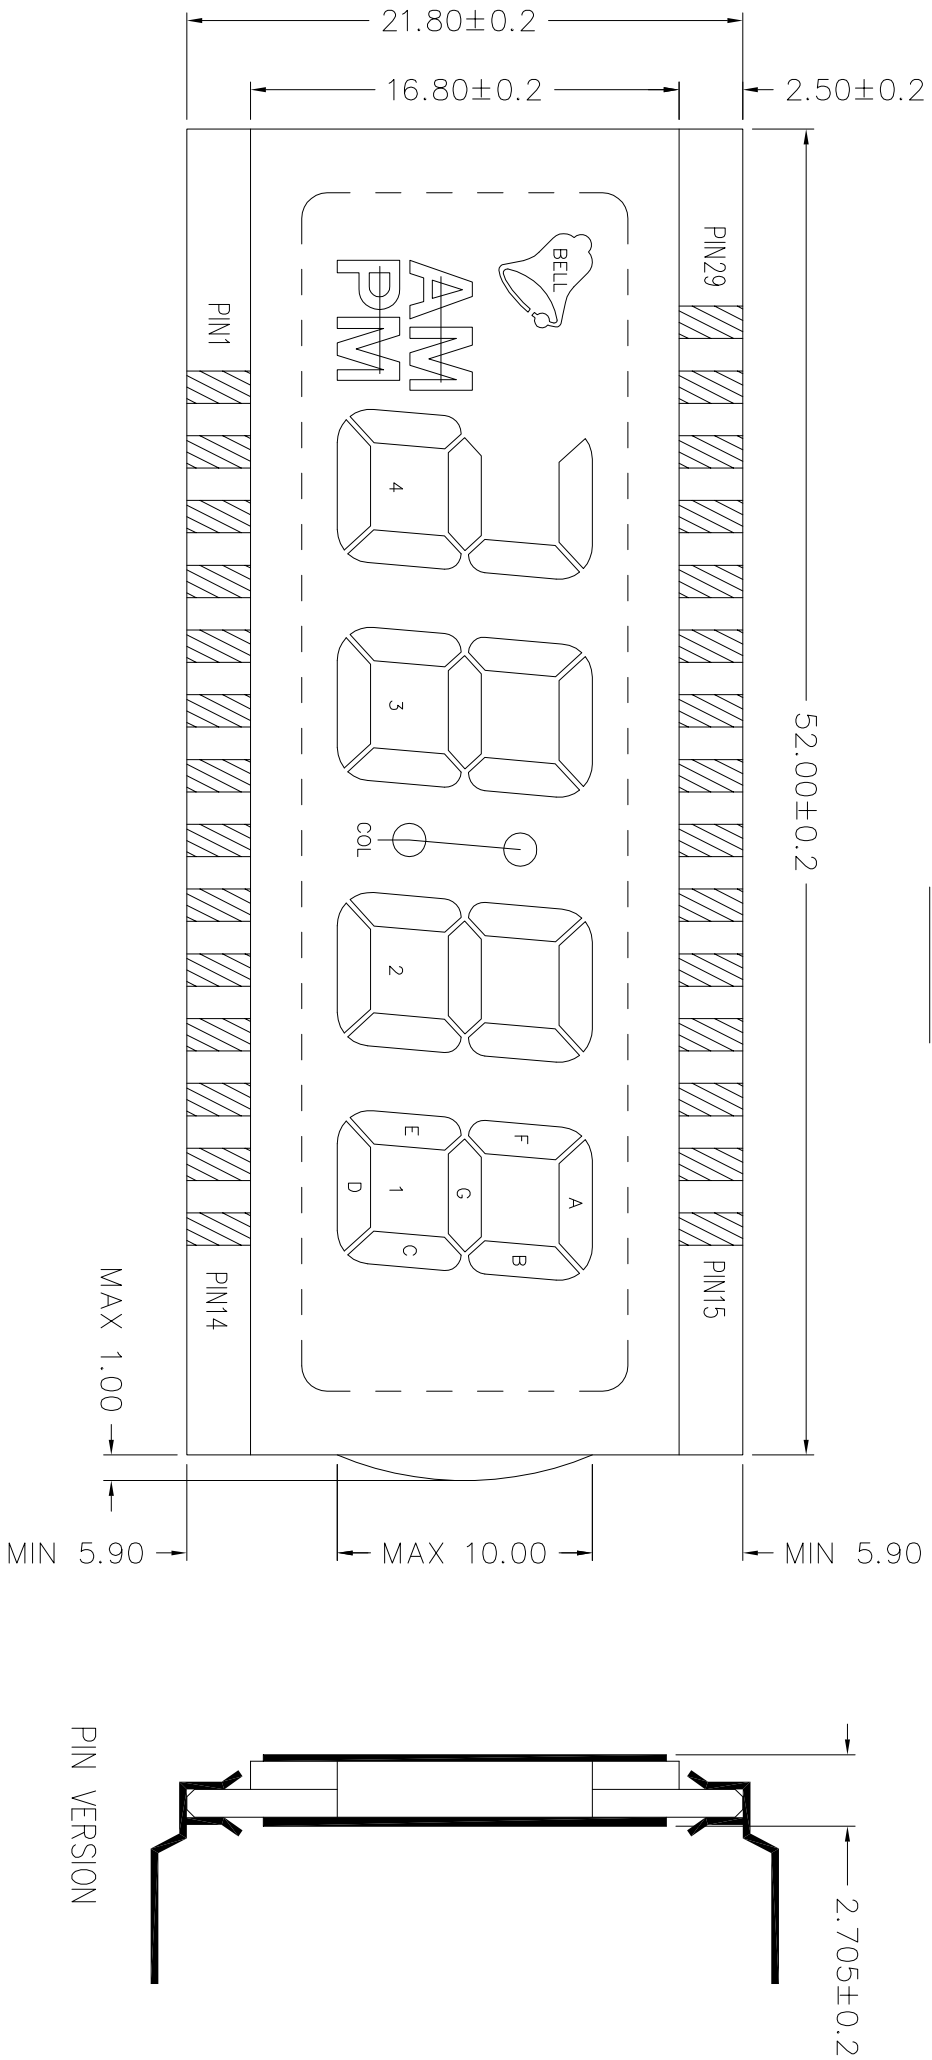 21.80±0.2
16.80±0.2
2.50±0.2
52.00±0.2
PIN29
PIN1
BELL
AM
PM
4
3
COL
2
1
A
B
C
D
E
F
G
PIN15
PIN14
MAX 1.00
MIN 5.90
MAX 10.00
MIN 5.90
2.705±0.2
PIN VERSION